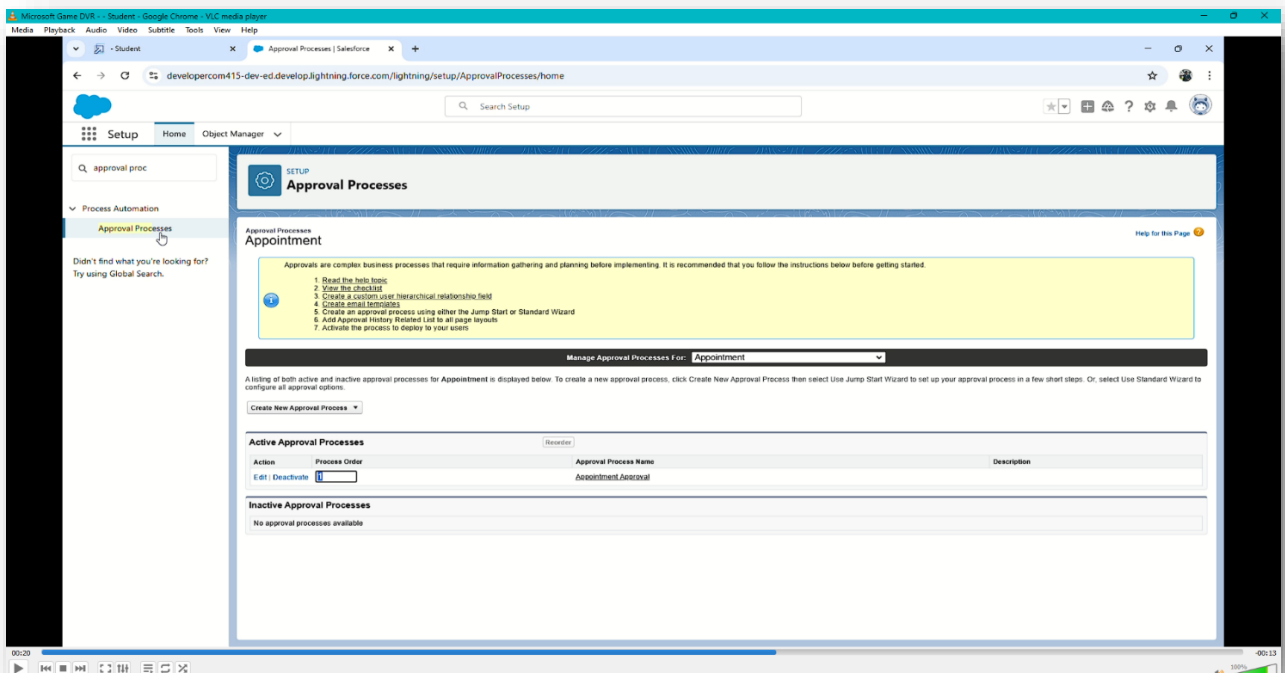 Microsoft Game DVR - - Student - Google Chrome - VLC media player
Media Playback Audio Video Subtitle Tools View Help
- Student
Approval Processes | Salesforce
developercom415-dev-ed.develop.lightning.force.com/lightning/setup/ApprovalProcesses/home
Search Setup
Setup Home Object Manager
approval proc
SETUP
Approval Processes
Process Automation
Approval Processes
Didn't find what you're looking for?
Try using Global Search.
Approval Processes
Appointment
Help for this Page
Approvals are complex business processes that require information gathering and planning before implementing. It is recommended that you follow the instructions below before getting started.
1. Read the help topic
2. View the checklist
3. Create a custom user hierarchical relationship field
4. Create email templates
5. Create an approval process using either the Jump Start or Standard Wizard
6. Add Approval History Related List to all page layouts
7. Activate the process to deploy to your users
Manage Approval Processes For: Appointment
A listing of both active and inactive approval processes for Appointment is displayed below. To create a new approval process, click Create New Approval Process then select Use Jump Start Wizard to set up your approval process in a few short steps. Or, select Use Standard Wizard to
configure all approval options.
Create New Approval Process
Active Approval Processes Reorder
Action Process Order Approval Process Name Description
Edit | Deactivate 1 Appointment Approval
Inactive Approval Processes
No approval processes available
00:20 -00:13
100%